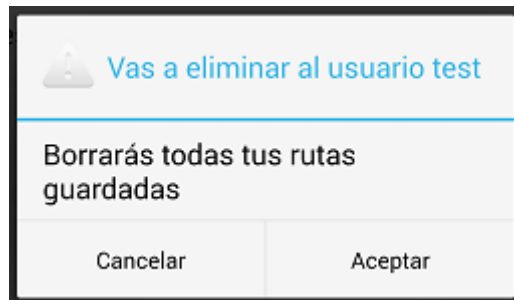 Vas a eliminar al usuario test
Borrarás todas tus rutas
guardadas
Cancelar
Aceptar